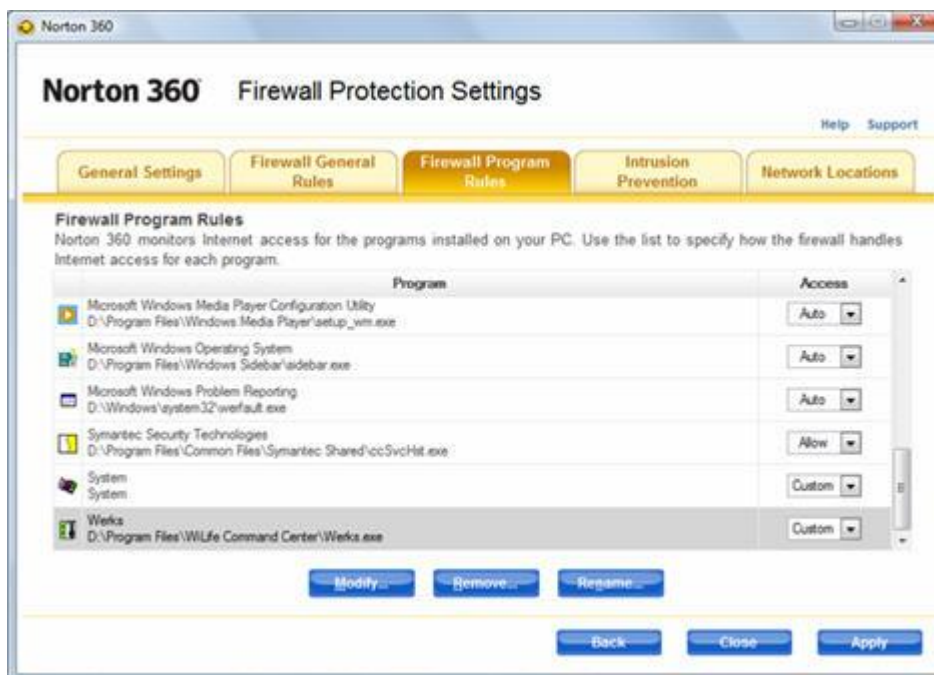 Norton 360
Norton 360 Firewall Protection Settings
Help Support
General Settings
Firewall General Rules
Firewall Program Rules
Intrusion Prevention
Network Locations
Firewall Program Rules
Norton 360 monitors Internet access for the programs installed on your PC. Use the list to specify how the firewall handles
Internet access for each program.
Program Access
Microsoft Windows Media Player Configuration Utility
D:\Program Files\Windows Media Player\setup_wm.exe
Auto
Microsoft Windows Operating System
D:\Program Files\Windows Sidebar\sidebar.exe
Auto
Microsoft Windows Problem Reporting
D:\Windows\system32\werfault.exe
Auto
Symantec Security Technologies
D:\Program Files\Common Files\Symantec Shared\ccSvcHst.exe
Allow
System
System
Custom
Werks
D:\Program Files\WiLife Command Center\Werks.exe
Custom
Modify... Remove... Rename...
Back Close Apply